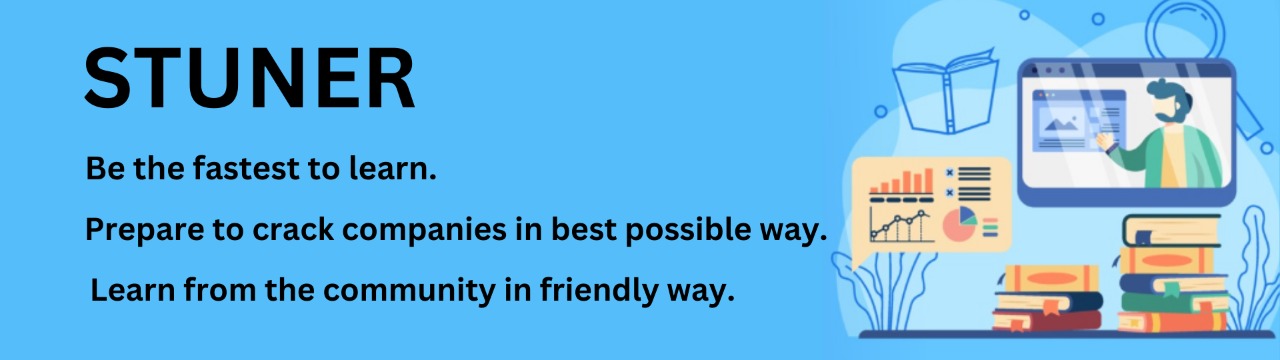 STUNER
Be the fastest to learn.
Prepare to crack companies in best possible way.
Learn from the community in friendly way.